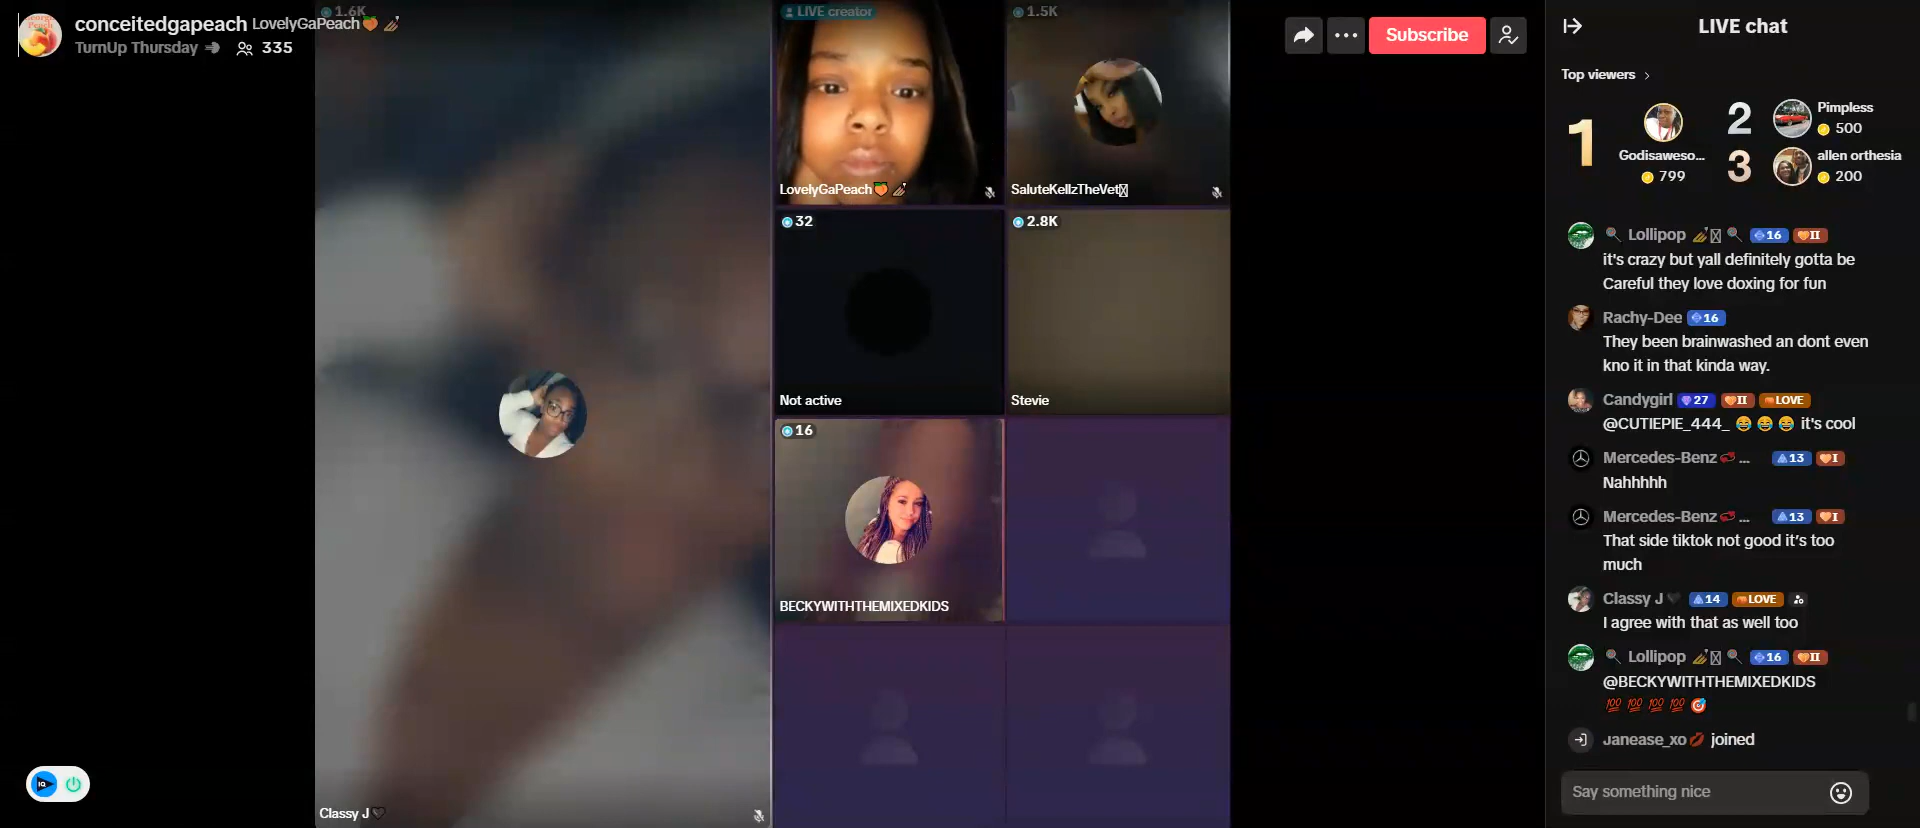 conceitedgapeach LovelyGaPeach🍑💅🏾
TurnUp Thursday
335
1.6K
LIVE creator
1.5K
LovelyGaPeach🍑💅🏾
SaluteKellzTheVet
32
2.8K
Not active
Stevie
16
BECKYWITHTHEMIXEDKIDS
Classy J🖤
Subscribe
LIVE chat
Top viewers >
1
Godisaweso...
799
2
Pimpless
500
3
allen orthesia
200
🍭 Lollipop 💅🏾 🍭 16 II
it's crazy but yall definitely gotta be
Careful they love doxing for fun
Rachy-Dee 16
They been brainwashed an dont even
kno it in that kinda way.
Candygirl 27 II LOVE
@CUTIEPIE_444_ 😂 😂 😂 it's cool
Mercedes-Benz ... 13 I
Nahhhhh
Mercedes-Benz ... 13 I
That side tiktok not good it's too
much
Classy J🖤 14 LOVE
I agree with that as well too
🍭 Lollipop 💅🏾 🍭 16 II
@BECKYWITHTHEMIXEDKIDS
💯 💯 💯 💯 🎯
Janease_xo💋 joined
Say something nice